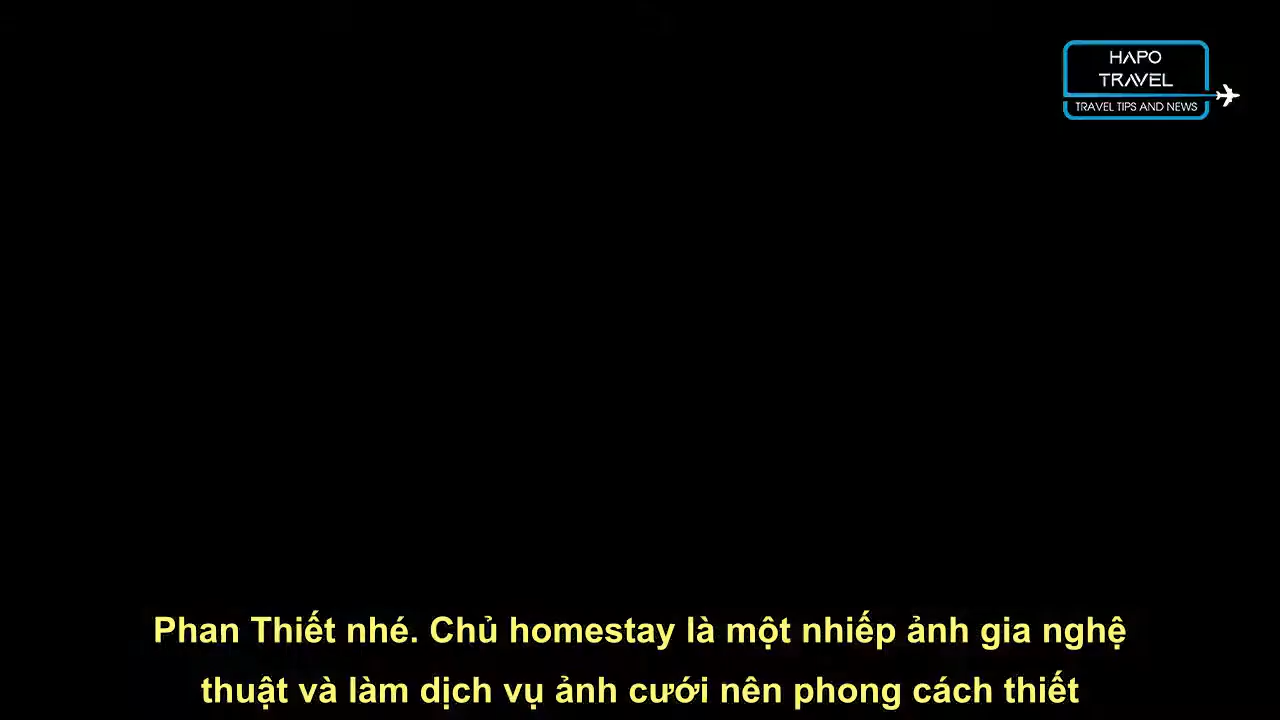 HAPO
TRAVEL
TRAVEL TIPS AND NEWS
Phan Thiết nhé. Chủ homestay là một nhiếp ảnh gia nghệ
thuật và làm dịch vụ ảnh cưới nên phong cách thiết